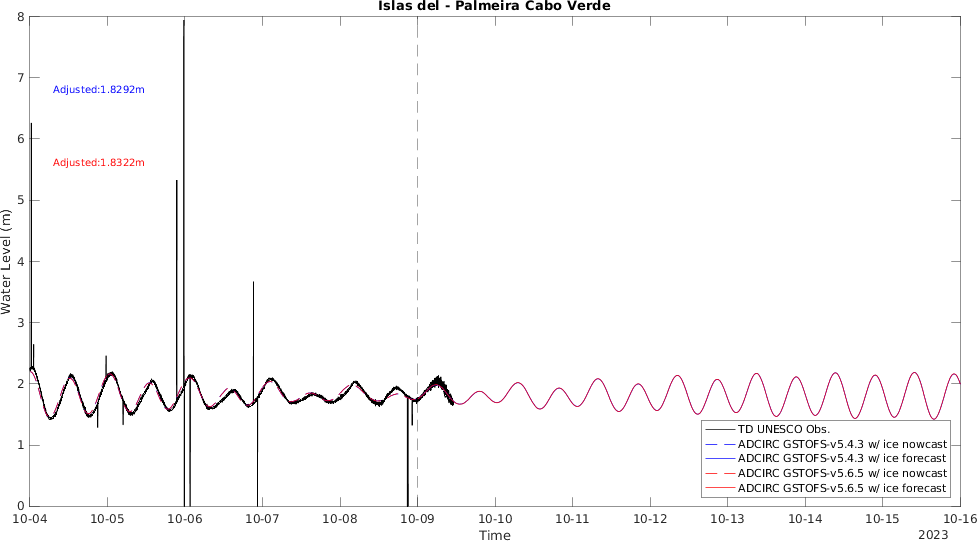 Islas del - Palmeira Cabo Verde
8
7
6
5
4
3
2
1
0
Water Level (m)
Adjusted:1.8292m
Adjusted:1.8322m
TD UNESCO Obs.
ADCIRC GSTOFS-v5.4.3 w/ ice nowcast
ADCIRC GSTOFS-v5.4.3 w/ ice forecast
ADCIRC GSTOFS-v5.6.5 w/ ice nowcast
ADCIRC GSTOFS-v5.6.5 w/ ice forecast
10-04 10-05 10-06 10-07 10-08 10-09 10-10 10-11 10-12 10-13 10-14 10-15 10-16
Time
2023